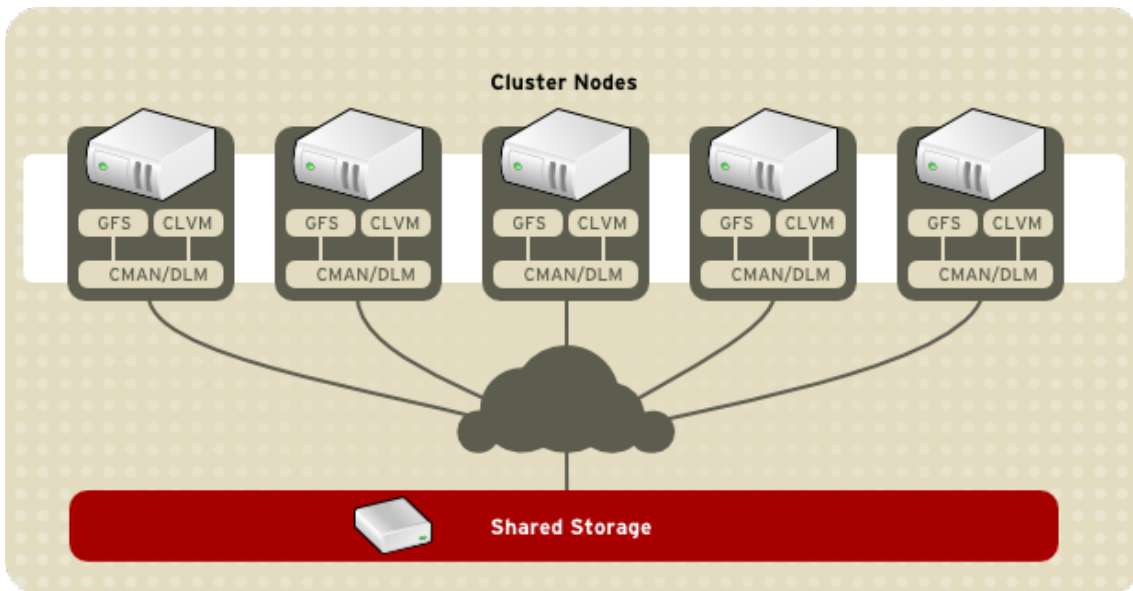 Cluster Nodes
GFS CLVM GFS CLVM GFS CLVM GFS CLVM GFS CLVM
CMAN/DLM CMAN/DLM CMAN/DLM CMAN/DLM CMAN/DLM
Shared Storage